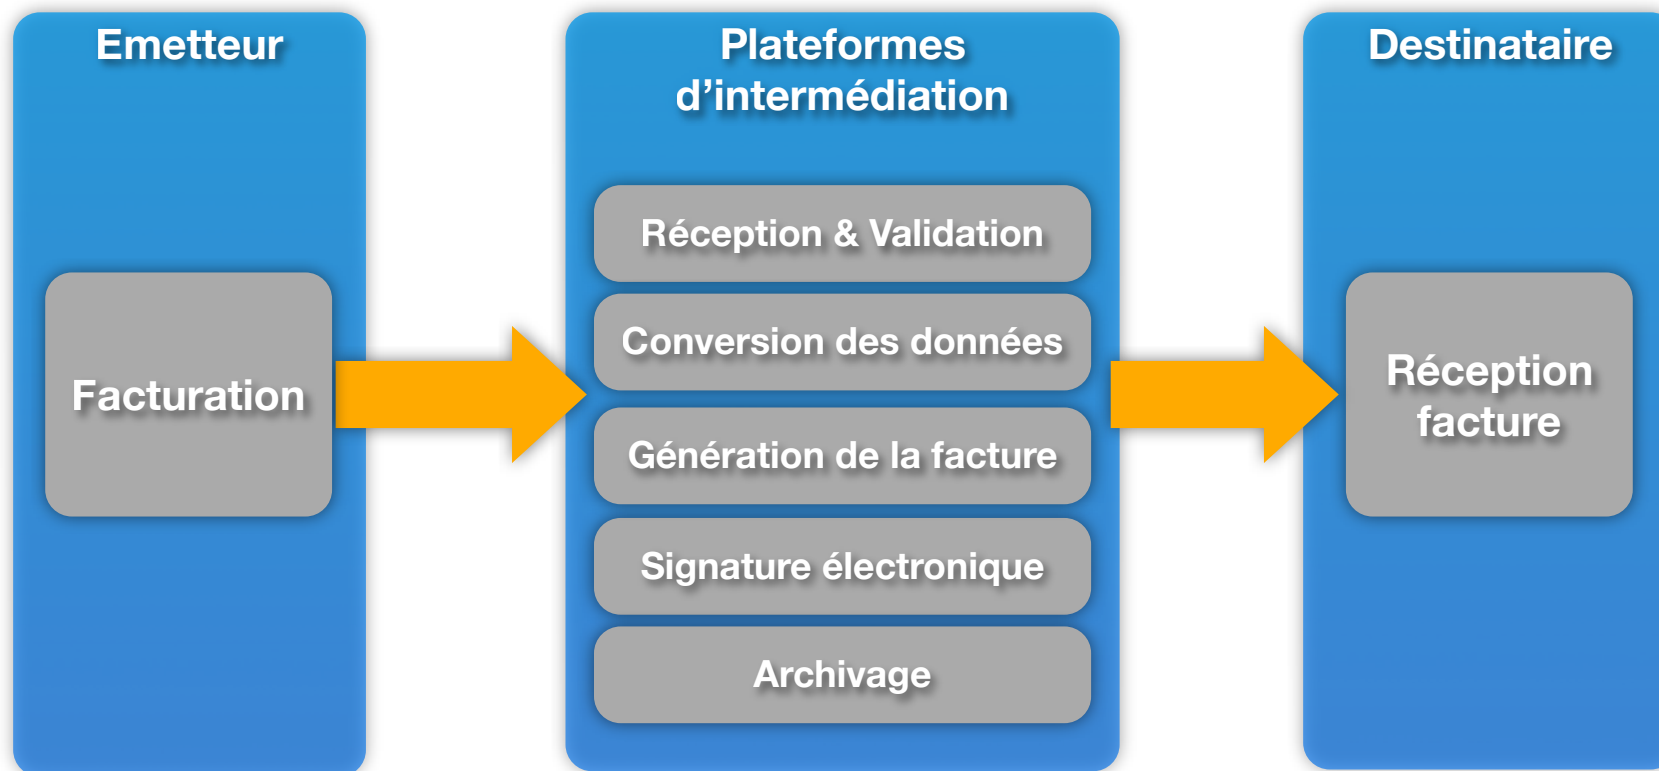 Emetteur
Facturation
Plateformes
d’intermédiation
Réception & Validation
Conversion des données
Génération de la facture
Signature électronique
Archivage
Destinataire
Réception
facture